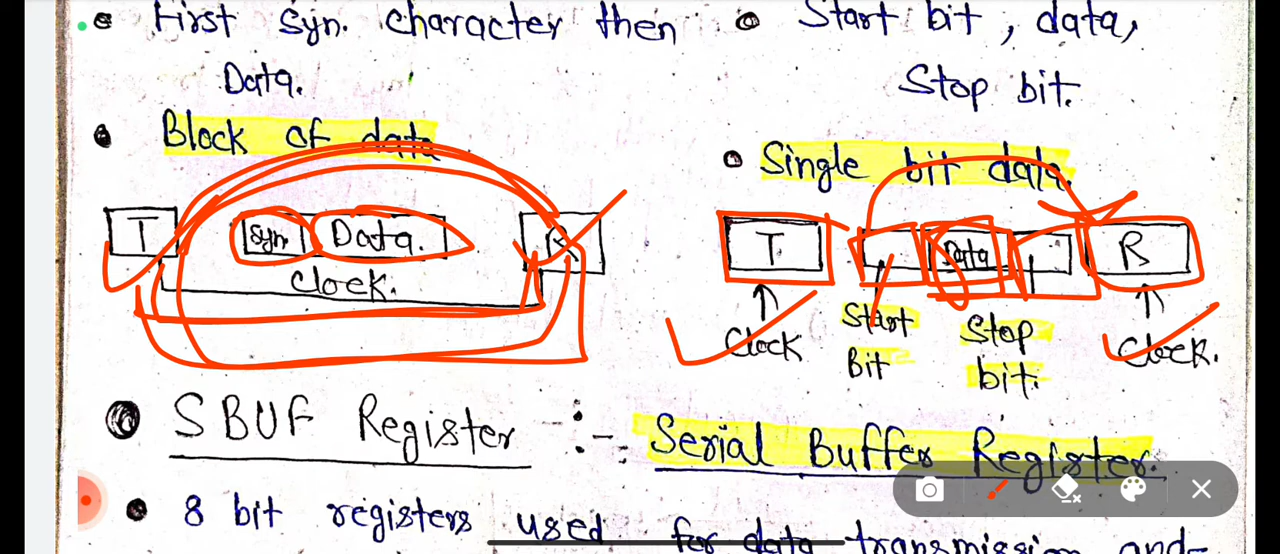 • First Syn. character then
Data.
• Block of data
T
Syn.
Data.
R
Clock.
• Start bit, data,
Stop bit.
• Single bit data.
T
Data
R
Clock
Start
Bit
Stop
bit.
Clock.
• SBUF Register :- Serial Buffer Register.
• 8 bit registers used for data transmission and-